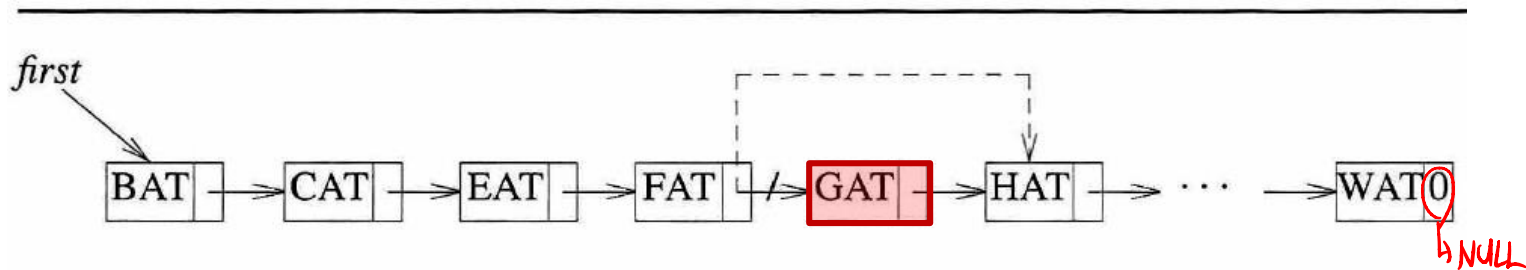 first
BAT CAT EAT FAT / GAT HAT ... WAT 0
↳ NULL